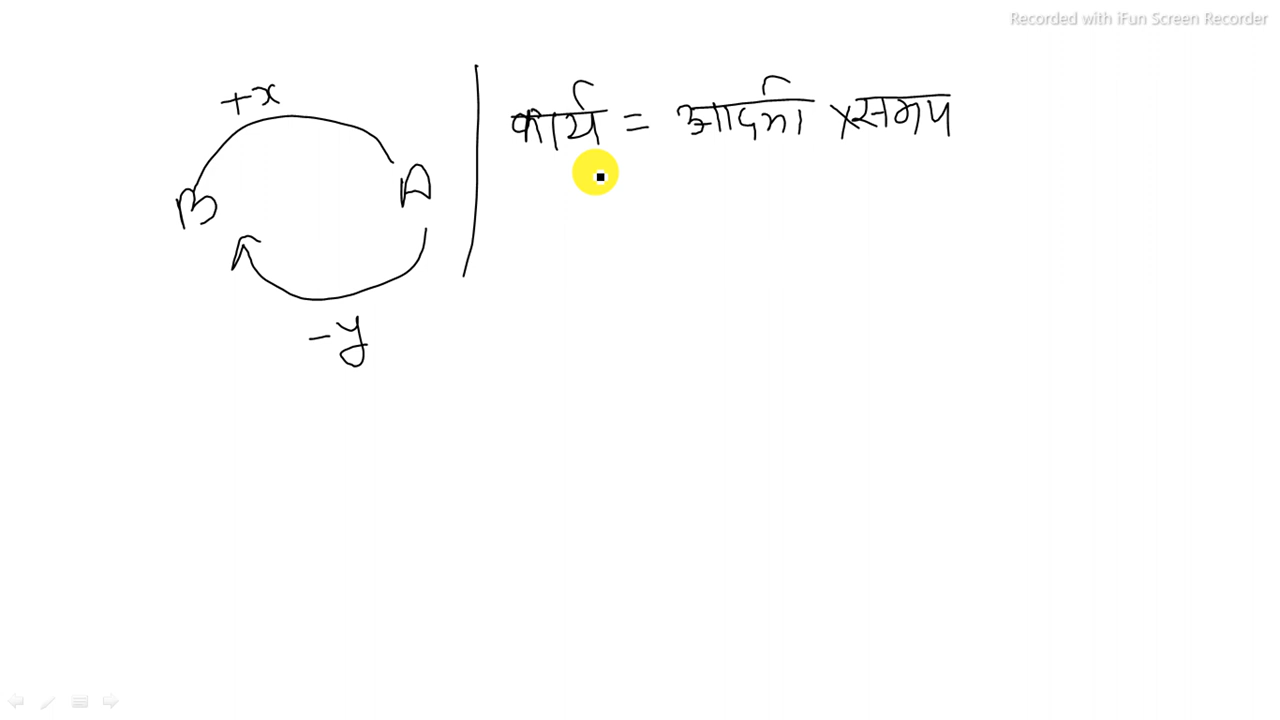 Recorded with iFun Screen Recorder
+x
B
A
-y
कार्य = आदमी × समय